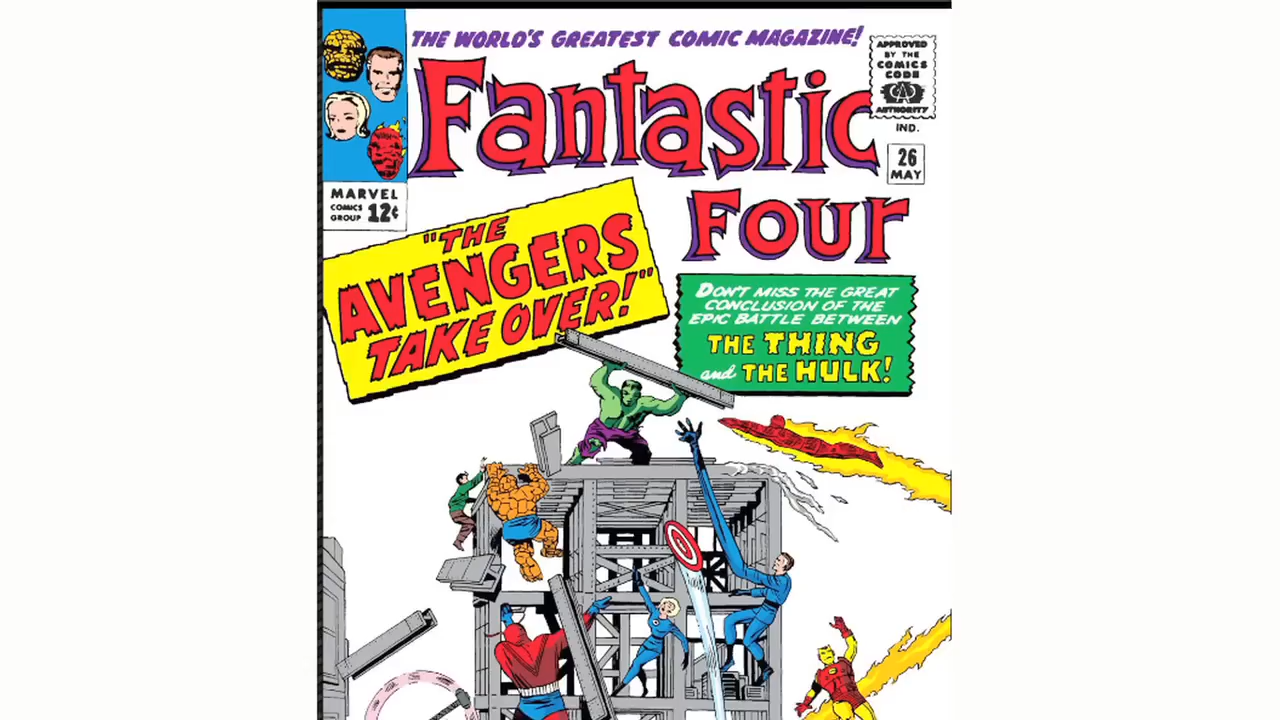 THE WORLD'S GREATEST COMIC MAGAZINE!
Fantastic
Four
APPROVED
BY THE
COMICS
CODE
CA
AUTHORITY
IND.
26
MAY
MARVEL
COMICS
GROUP 12¢
"THE
AVENGERS
TAKE OVER!"
DON'T MISS THE GREAT
CONCLUSION OF THE
EPIC BATTLE BETWEEN
THE THING
and THE HULK!
4